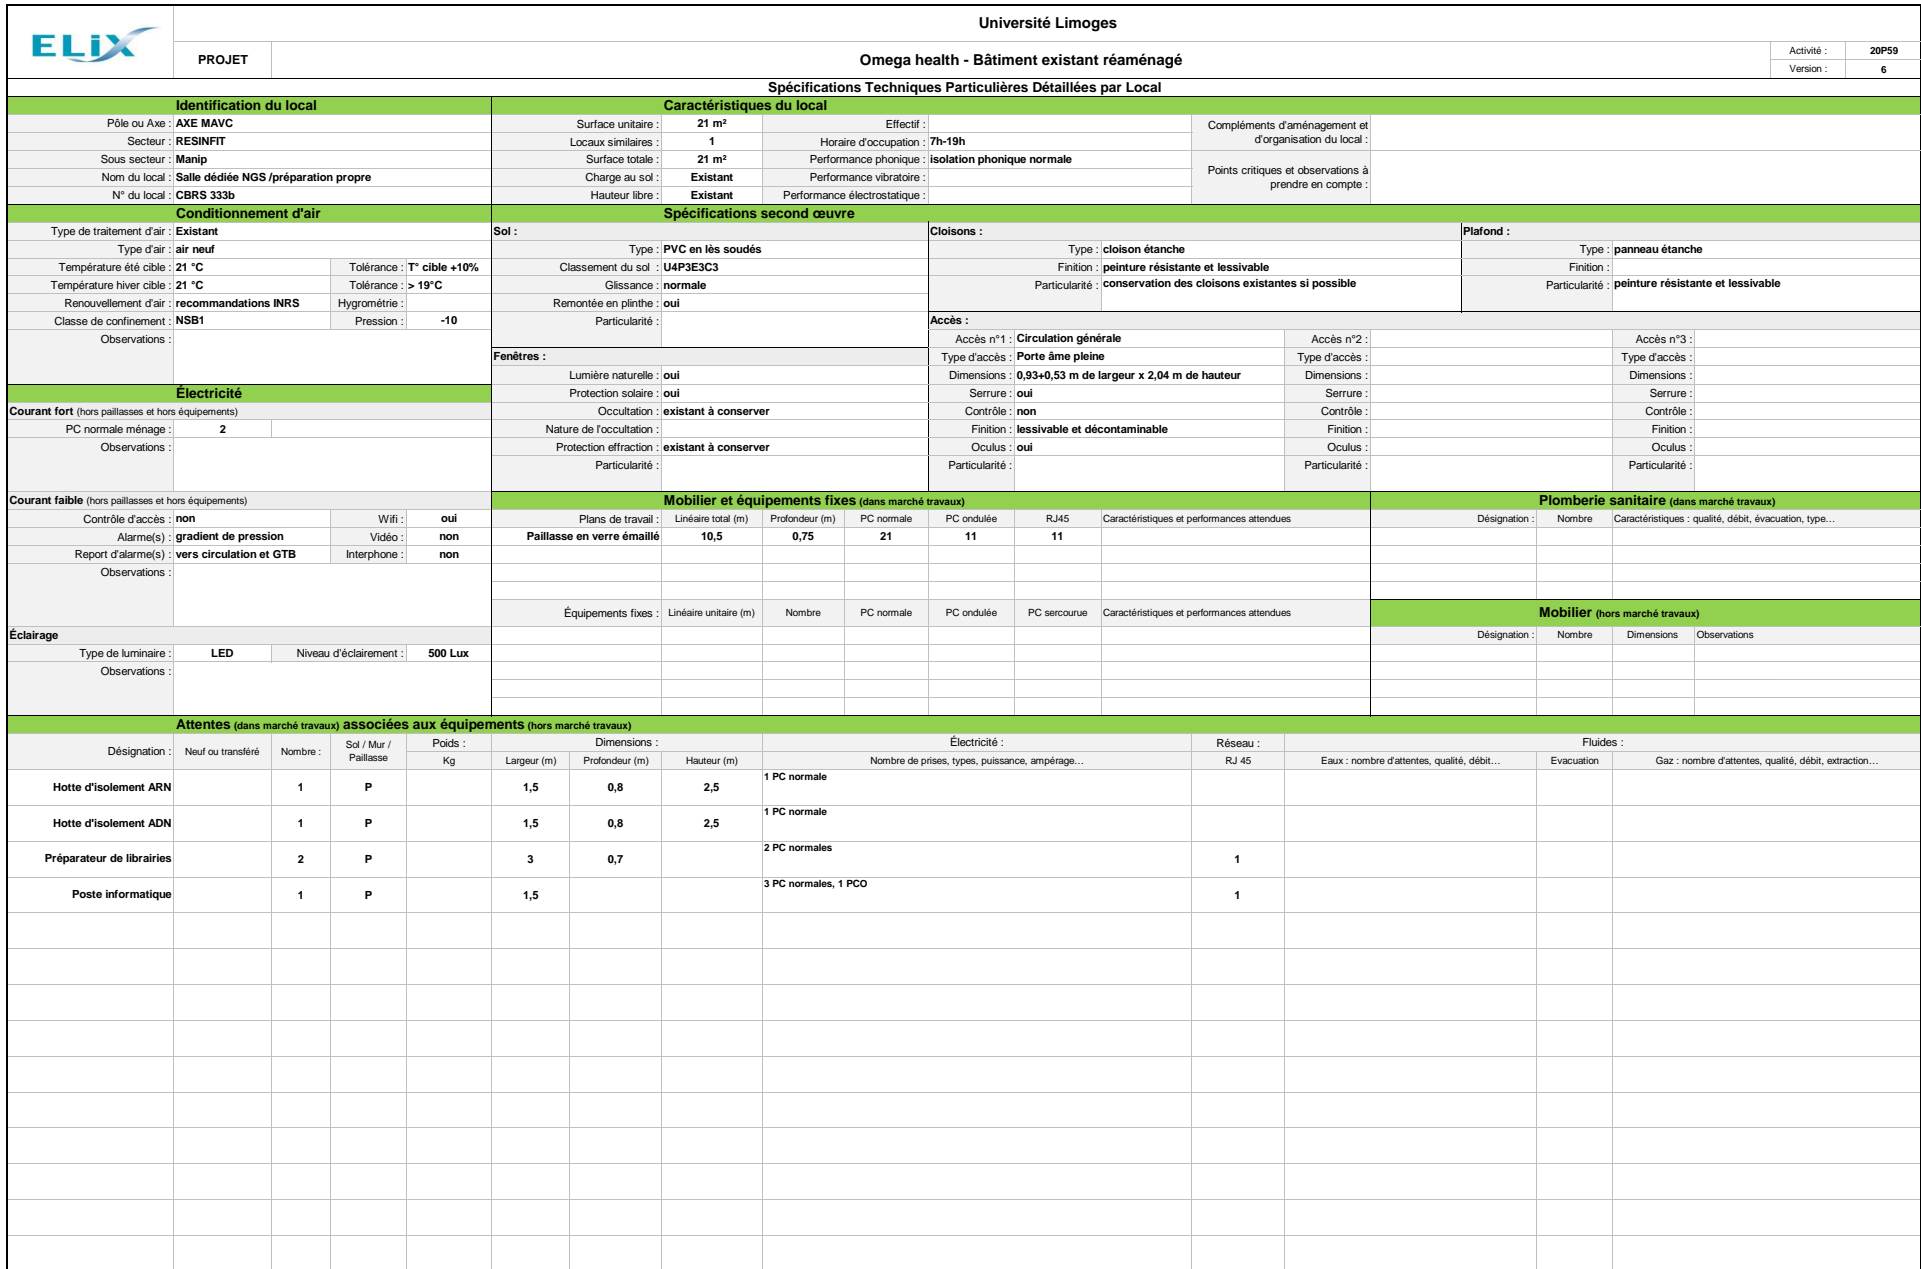 ELiX
Université Limoges
PROJET
Omega health - Bâtiment existant réaménagé
Activité : 20P59
Version : 6
Spécifications Techniques Particulières Détaillées par Local
Identification du local
Pôle ou Axe : AXE MAVC
Secteur : RESINFIT
Sous secteur : Manip
Nom du local : Salle dédiée NGS /préparation propre
N° du local : CBRS 333b
Caractéristiques du local
Surface unitaire : 21 m² Effectif :
Locaux similaires : 1 Horaire d'occupation : 7h-19h
Surface totale : 21 m² Performance phonique : isolation phonique normale
Charge au sol : Existant Performance vibratoire :
Hauteur libre : Existant Performance électrostatique :
Compléments d'aménagement et
d'organisation du local :
Points critiques et observations à
prendre en compte :
Conditionnement d'air
Type de traitement d'air : Existant
Type d'air : air neuf
Température été cible : 21 °C Tolérance : T° cible +10%
Température hiver cible : 21 °C Tolérance : > 19°C
Renouvellement d'air : recommandations INRS Hygrométrie :
Classe de confinement : NSB1 Pression : -10
Observations :
Spécifications second œuvre
Sol :
Type : PVC en lès soudés
Classement du sol : U4P3E3C3
Glissance : normale
Remontée en plinthe : oui
Particularité :
Cloisons :
Type : cloison étanche
Finition : peinture résistante et lessivable
Particularité : conservation des cloisons existantes si possible
Plafond :
Type : panneau étanche
Finition :
Particularité : peinture résistante et lessivable
Fenêtres :
Lumière naturelle : oui
Protection solaire : oui
Occultation : existant à conserver
Nature de l'occultation :
Protection effraction : existant à conserver
Particularité :
Accès :
Accès n°1 : Circulation générale Accès n°2 : Accès n°3 :
Type d'accès : Porte âme pleine Type d'accès : Type d'accès :
Dimensions : 0,93+0,53 m de largeur x 2,04 m de hauteur Dimensions : Dimensions :
Serrure : oui Serrure : Serrure :
Contrôle : non Contrôle : Contrôle :
Finition : lessivable et décontaminable Finition : Finition :
Oculus : oui Oculus : Oculus :
Particularité : Particularité : Particularité :
Électricité
Courant fort (hors paillasses et hors équipements)
PC normale ménage : 2
Observations :
Courant faible (hors paillasses et hors équipements)
Contrôle d'accès : non Wifi : oui
Alarme(s) : gradient de pression Vidéo : non
Report d'alarme(s) : vers circulation et GTB Interphone : non
Observations :
Éclairage
Type de luminaire : LED Niveau d'éclairement : 500 Lux
Observations :
Mobilier et équipements fixes (dans marché travaux)
Plans de travail : Linéaire total (m) Profondeur (m) PC normale PC ondulée RJ45 Caractéristiques et performances attendues
Paillasse en verre émaillé 10,5 0,75 21 11 11
Équipements fixes : Linéaire unitaire (m) Nombre PC normale PC ondulée PC sercourue Caractéristiques et performances attendues
Plomberie sanitaire (dans marché travaux)
Désignation : Nombre Caractéristiques : qualité, débit, évacuation, type…
Mobilier (hors marché travaux)
Désignation : Nombre Dimensions Observations
Attentes (dans marché travaux) associées aux équipements (hors marché travaux)
Désignation : Neuf ou transféré Nombre : Sol / Mur / Paillasse Poids : Dimensions : Électricité : Réseau : Fluides :
Kg Largeur (m) Profondeur (m) Hauteur (m) Nombre de prises, types, puissance, ampérage… RJ 45 Eaux : nombre d'attentes, qualité, débit… Evacuation Gaz : nombre d'attentes, qualité, débit, extraction…
Hotte d'isolement ARN 1 P 1,5 0,8 2,5 1 PC normale
Hotte d'isolement ADN 1 P 1,5 0,8 2,5 1 PC normale
Préparateur de librairies 2 P 3 0,7 2 PC normales 1
Poste informatique 1 P 1,5 3 PC normales, 1 PCO 1